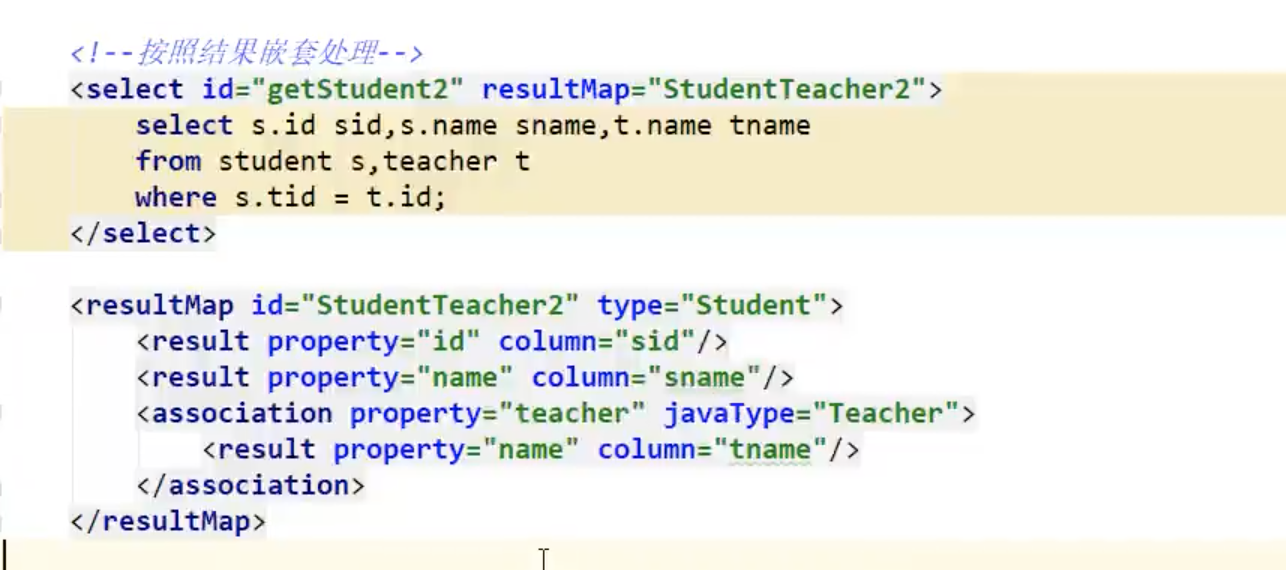 <!--按照结果嵌套处理-->
<select id="getStudent2" resultMap="StudentTeacher2">
select s.id sid,s.name sname,t.name tname
from student s,teacher t
where s.tid = t.id;
</select>
<resultMap id="StudentTeacher2" type="Student">
<result property="id" column="sid"/>
<result property="name" column="sname"/>
<association property="teacher" javaType="Teacher">
<result property="name" column="tname"/>
</association>
</resultMap>